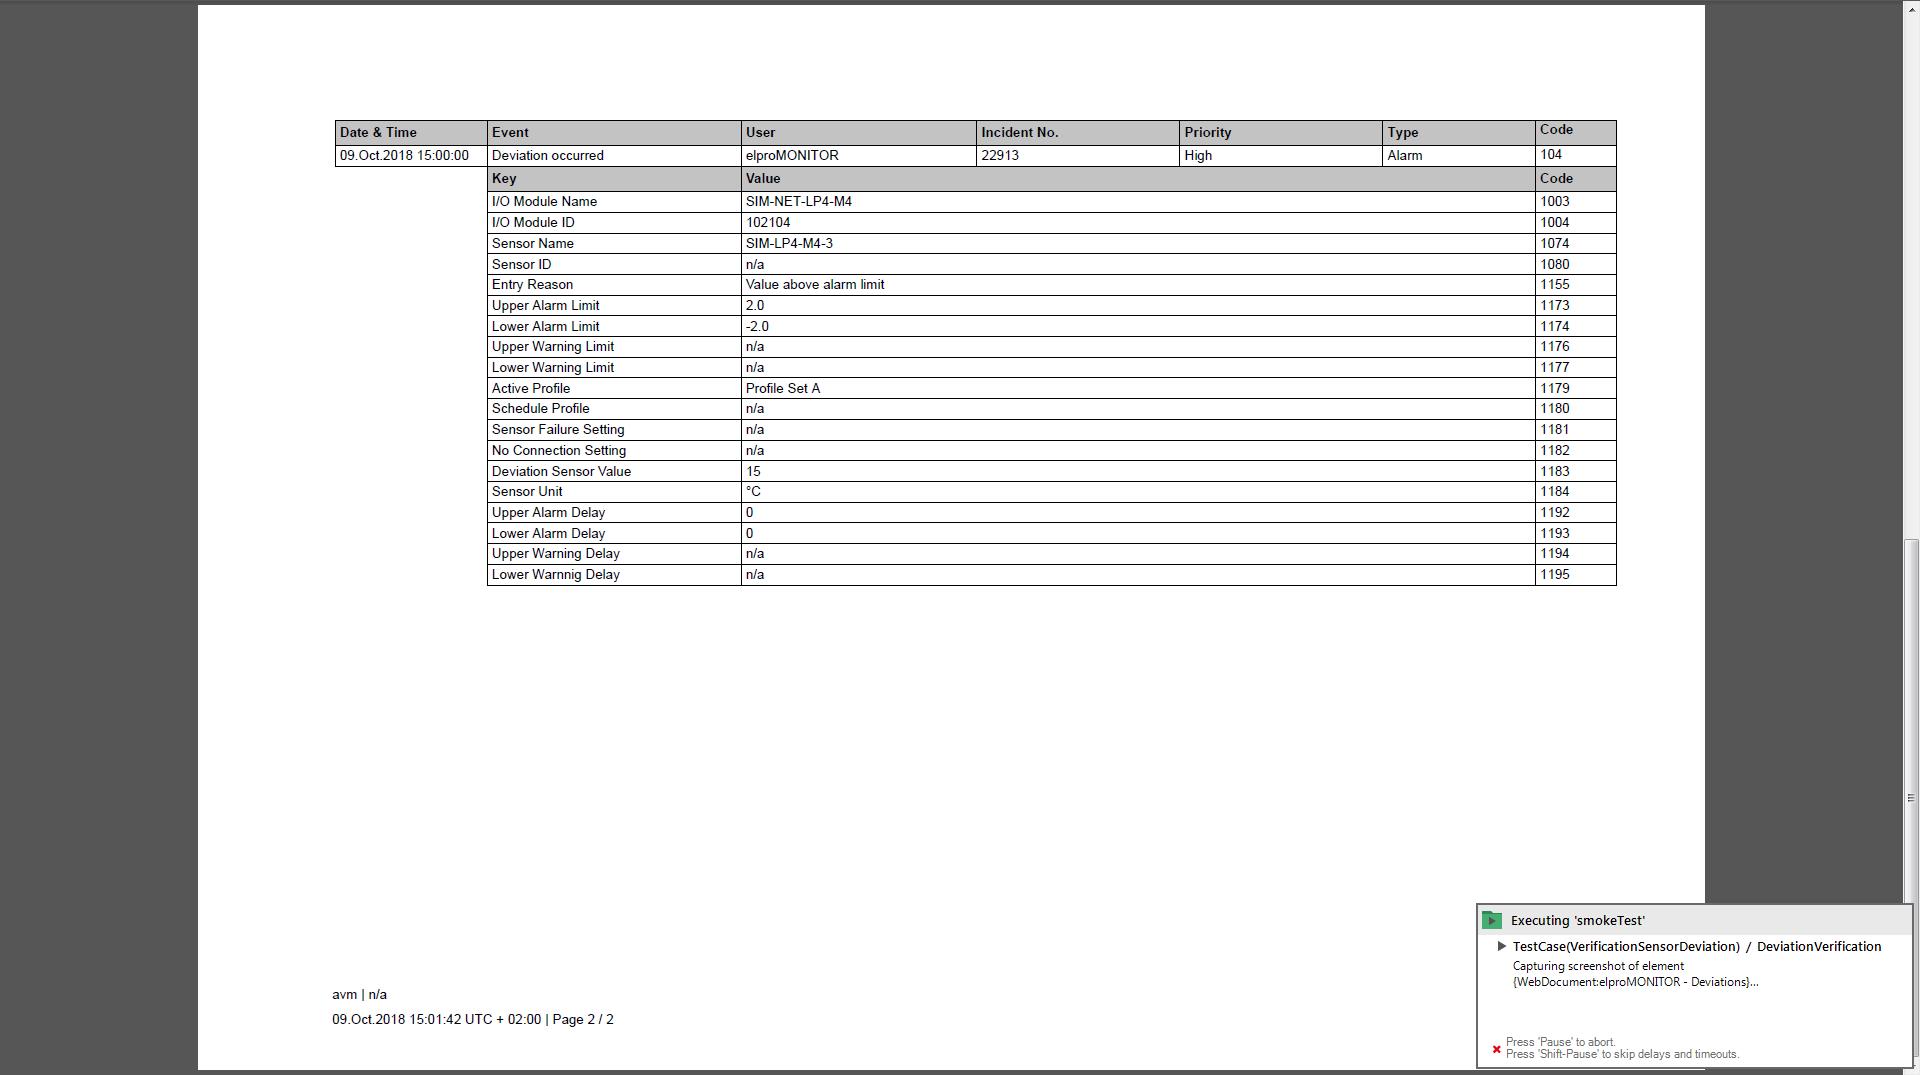 Date & Time Event User Incident No. Priority Type Code
09.Oct.2018 15:00:00 Deviation occurred elproMONITOR 22913 High Alarm 104
Key Value Code
I/O Module Name SIM-NET-LP4-M4 1003
I/O Module ID 102104 1004
Sensor Name SIM-LP4-M4-3 1074
Sensor ID n/a 1080
Entry Reason Value above alarm limit 1155
Upper Alarm Limit 2.0 1173
Lower Alarm Limit -2.0 1174
Upper Warning Limit n/a 1176
Lower Warning Limit n/a 1177
Active Profile Profile Set A 1179
Schedule Profile n/a 1180
Sensor Failure Setting n/a 1181
No Connection Setting n/a 1182
Deviation Sensor Value 15 1183
Sensor Unit °C 1184
Upper Alarm Delay 0 1192
Lower Alarm Delay 0 1193
Upper Warning Delay n/a 1194
Lower Warnnig Delay n/a 1195
avm | n/a
09.Oct.2018 15:01:42 UTC + 02:00 | Page 2 / 2
Executing 'smokeTest'
TestCase(VerificationSensorDeviation) / DeviationVerification
Capturing screenshot of element
{WebDocument:elproMONITOR - Deviations}...
Press 'Pause' to abort.
Press 'Shift-Pause' to skip delays and timeouts.